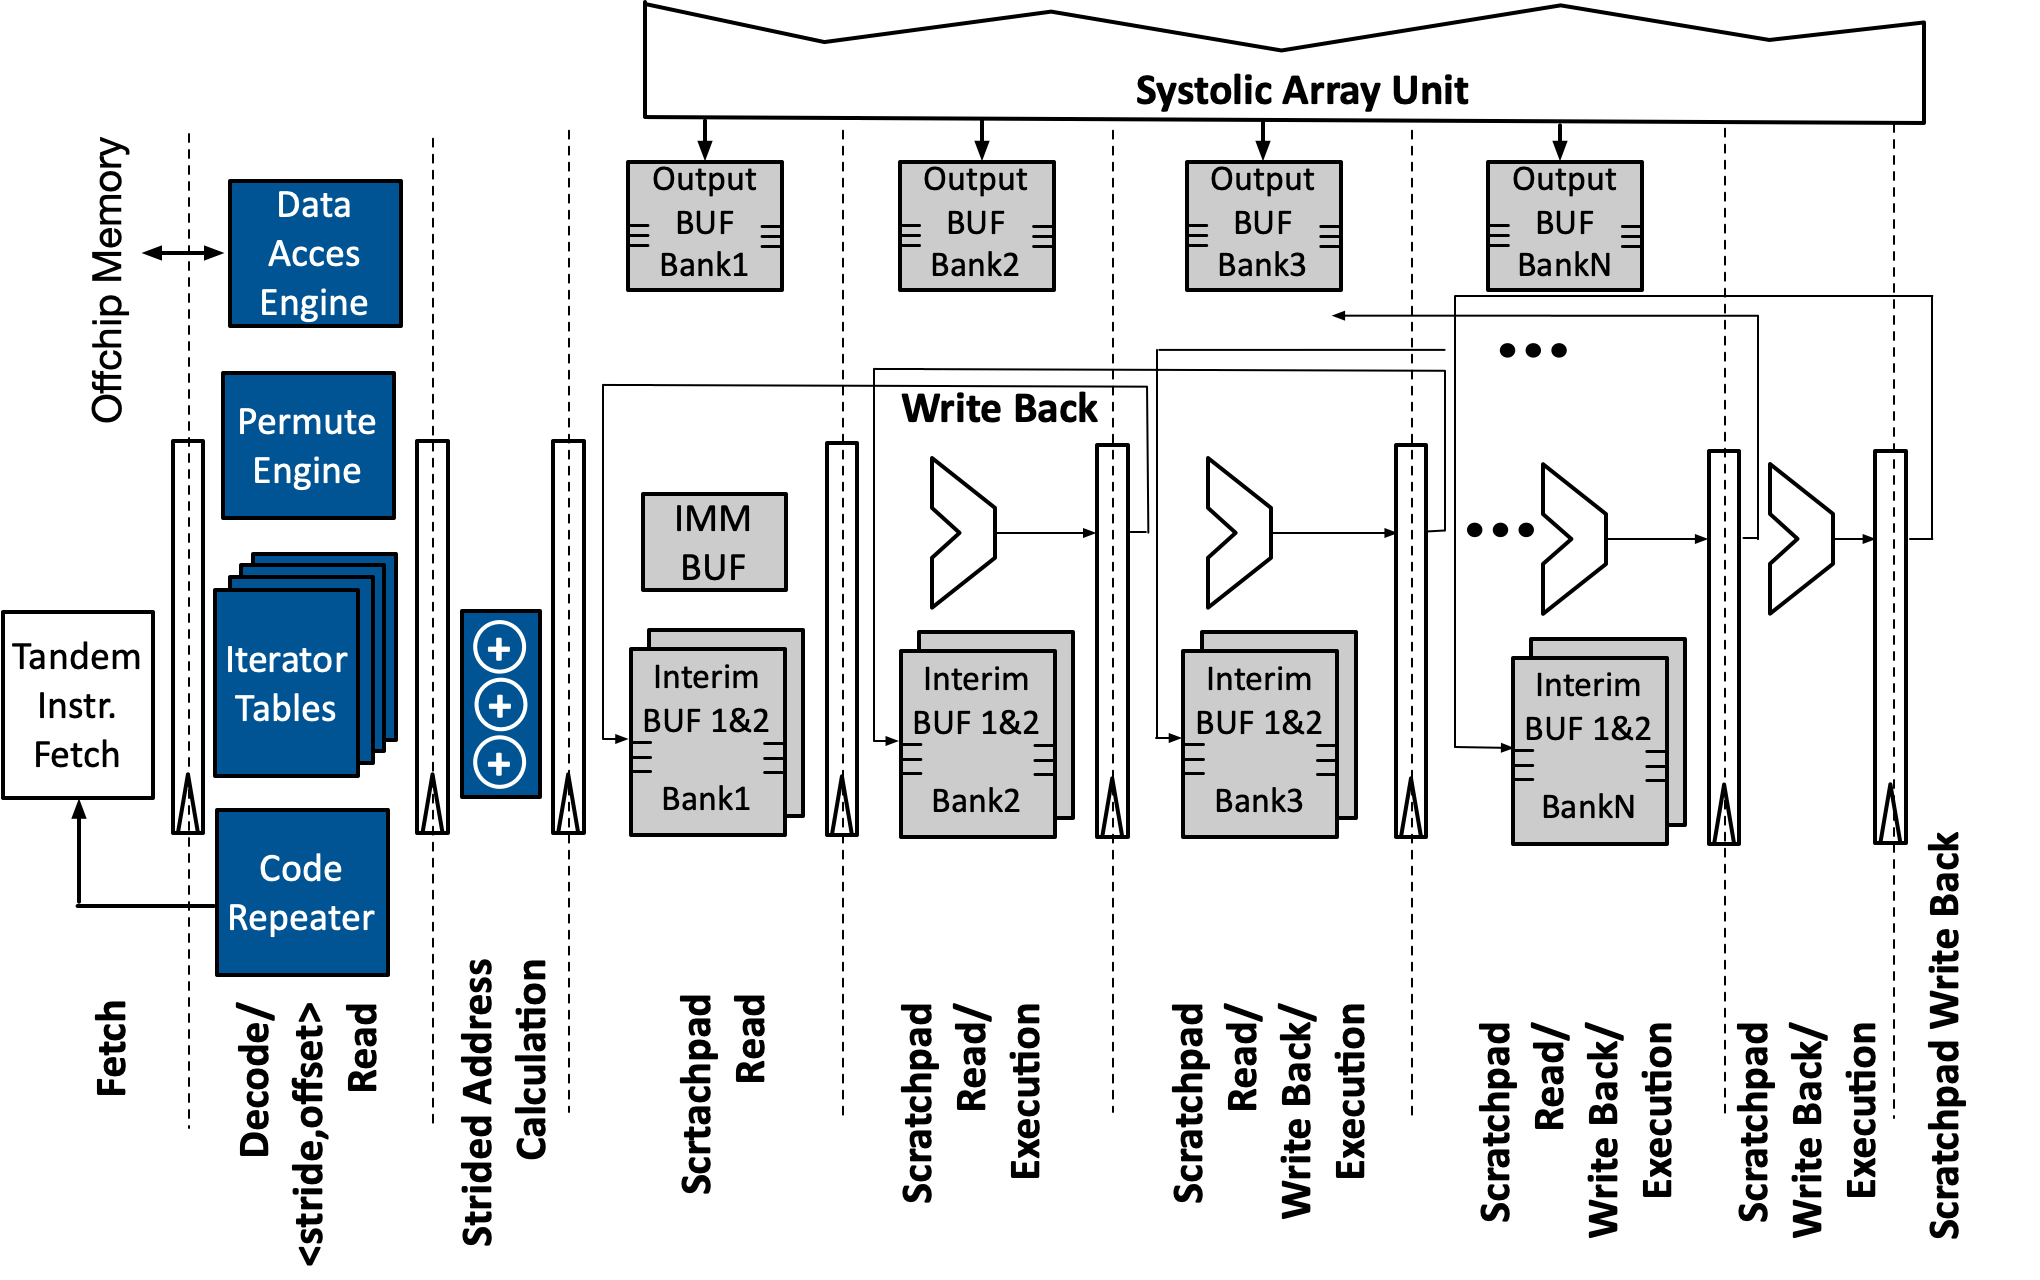 Systolic Array Unit
Offchip Memory
Data
Acces
Engine
Output
BUF
Bank1
Output
BUF
Bank2
Output
BUF
Bank3
Output
BUF
BankN
•••
Permute
Engine
Write Back
IMM
BUF
•••
Tandem
Instr.
Fetch
Iterator
Tables
+
+
+
Interim
BUF 1&2
Bank1
Interim
BUF 1&2
Bank2
Interim
BUF 1&2
Bank3
Interim
BUF 1&2
BankN
Code
Repeater
Fetch
Decode/
<stride,offset>
Read
Strided Address
Calculation
Scrtachpad
Read
Scratchpad
Read/
Execution
Scratchpad
Read/
Write Back/
Execution
Scratchpad
Read/
Write Back/
Execution
Scratchpad
Write Back/
Execution
Scratchpad Write Back